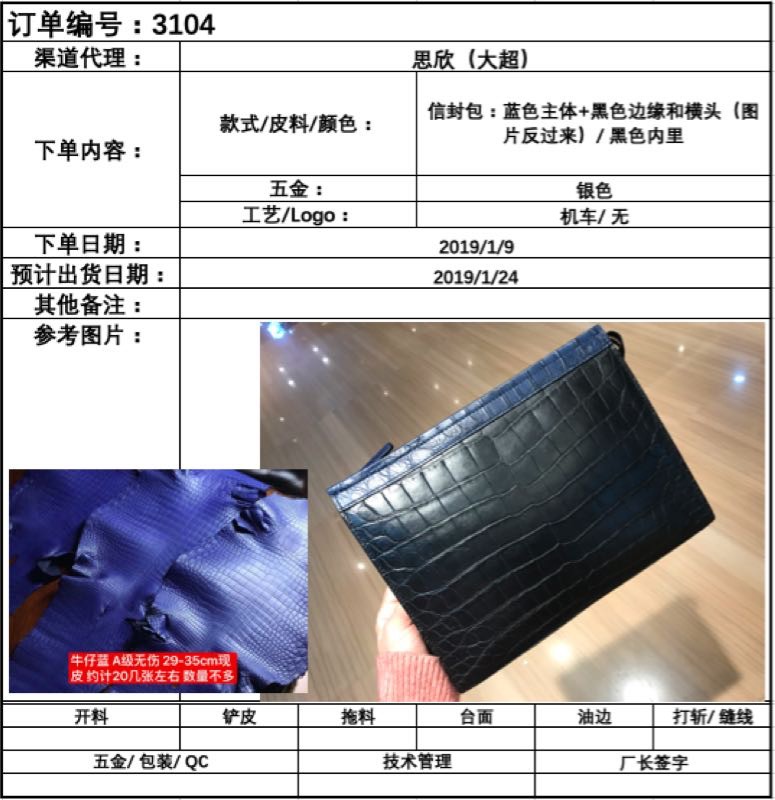 订单编号：3104
渠道代理： 思欣（大超）
下单内容： 款式/皮料/颜色： 信封包：蓝色主体+黑色边缘和横头（图
片反过来）/ 黑色内里
五金： 银色
工艺/Logo： 机车/ 无
下单日期： 2019/1/9
预计出货日期： 2019/1/24
其他备注：
参考图片：
牛仔蓝 A级无伤 29-35cm现
皮 约计20几张左右 数量不多
开料 铲皮 拖料 台面 油边 打斩/ 缝线
五金/ 包装/ QC 技术管理 厂长签字